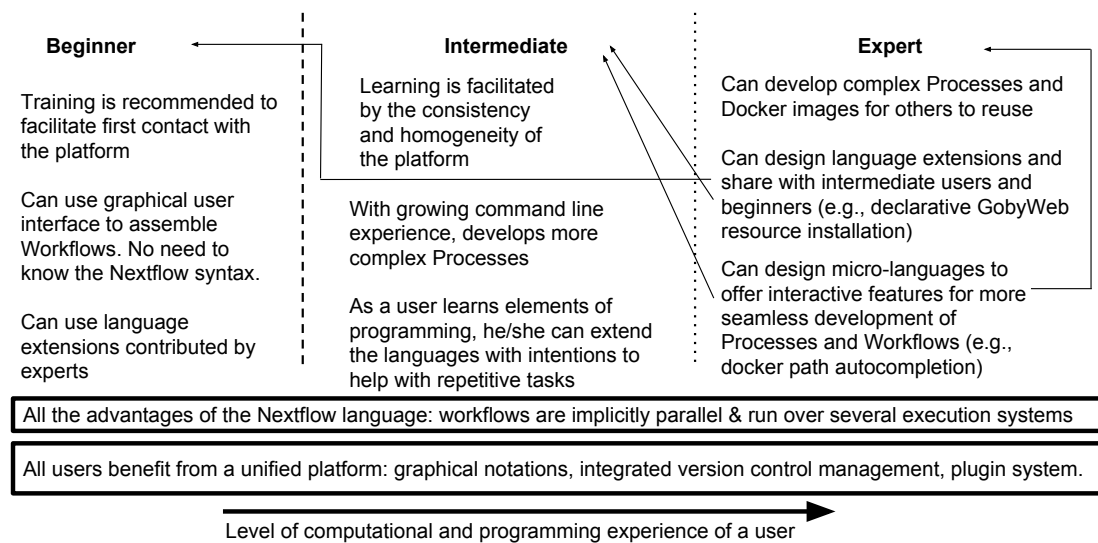 Beginner
Training is recommended to
facilitate first contact with
the platform
Can use graphical user
interface to assemble
Workflows. No need to
know the Nextflow syntax.
Can use language
extensions contributed by
experts
Intermediate
Learning is facilitated
by the consistency
and homogeneity of
the platform
With growing command line
experience, develops more
complex Processes
As a user learns elements of
programming, he/she can extend
the languages with intentions to
help with repetitive tasks
Expert
Can develop complex Processes and
Docker images for others to reuse
Can design language extensions and
share with intermediate users and
beginners (e.g., declarative GobyWeb
resource installation)
Can design micro-languages to
offer interactive features for more
seamless development of
Processes and Workflows (e.g.,
docker path autocompletion)
All the advantages of the Nextflow language: workflows are implicitly parallel & run over several execution systems
All users benefit from a unified platform: graphical notations, integrated version control management, plugin system.
Level of computational and programming experience of a user